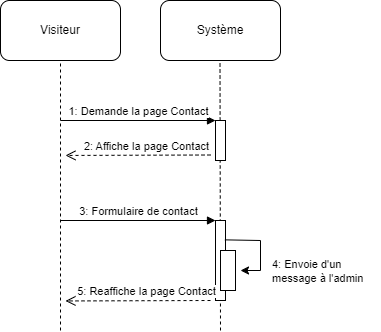 Visiteur
Système
1: Demande la page Contact
2: Affiche la page Contact
3: Formulaire de contact
4: Envoie d'un
message à l'admin
5: Reaffiche la page Contact